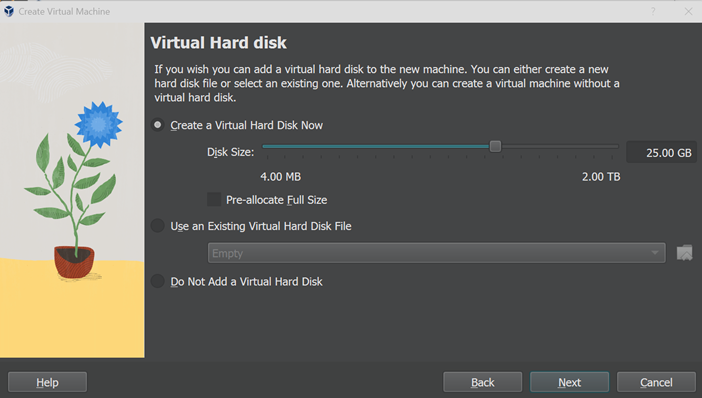 Create Virtual Machine
?
Virtual Hard disk
If you wish you can add a virtual hard disk to the new machine. You can either create a new
hard disk file or select an existing one. Alternatively you can create a virtual machine without a
virtual hard disk.
Create a Virtual Hard Disk Now
Disk Size:
25.00 GB
4.00 MB
2.00 TB
Pre-allocate Full Size
Use an Existing Virtual Hard Disk File
Empty
Do Not Add a Virtual Hard Disk
Help
Back
Next
Cancel